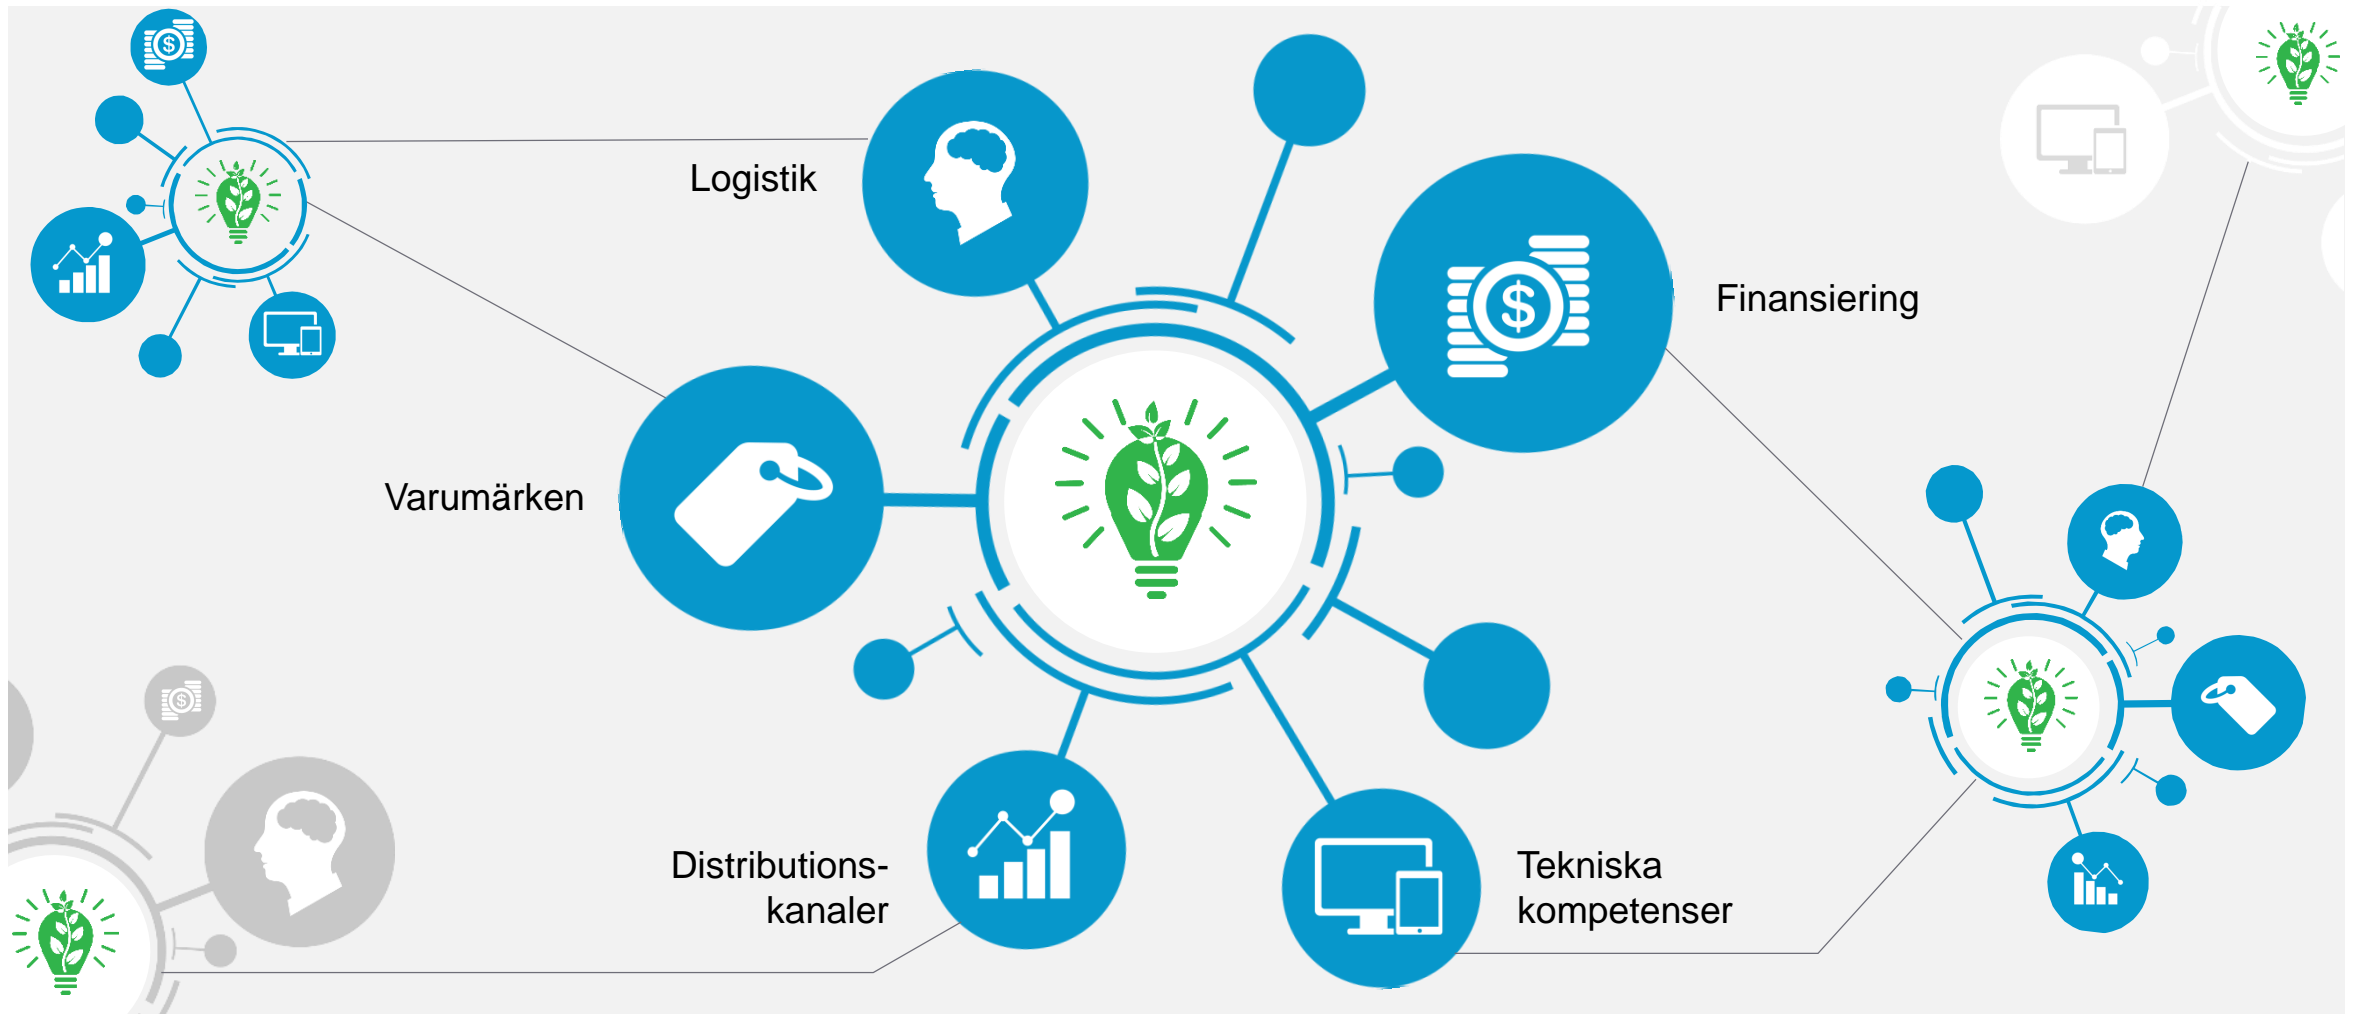 Logistik
Finansiering
Varumärken
Distributions-
kanaler
Tekniska
kompetenser